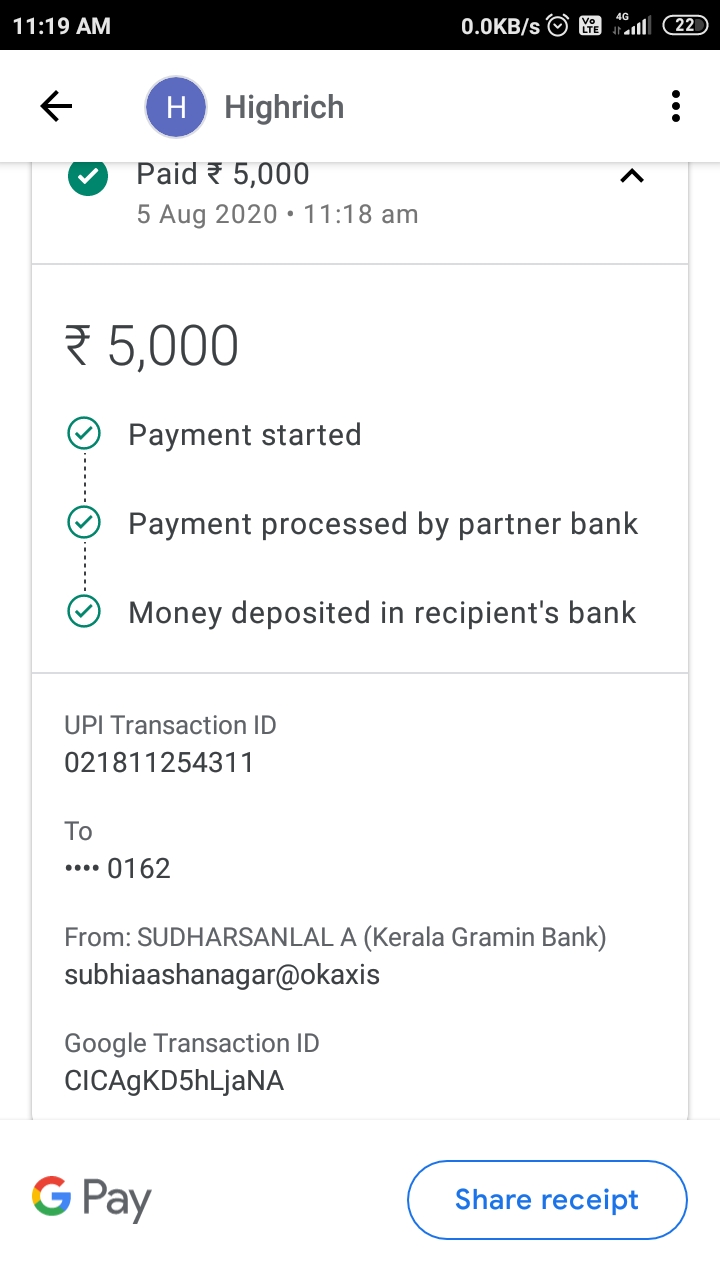 11:19 AM 0.0KB/s Vo LTE 4G 22
H Highrich
Paid ₹ 5,000
5 Aug 2020 • 11:18 am
₹ 5,000
Payment started
Payment processed by partner bank
Money deposited in recipient's bank
UPI Transaction ID
021811254311
To
•••• 0162
From: SUDHARSANLAL A (Kerala Gramin Bank)
subhiaashanagar@okaxis
Google Transaction ID
CICAgKD5hLjaNA
G Pay Share receipt